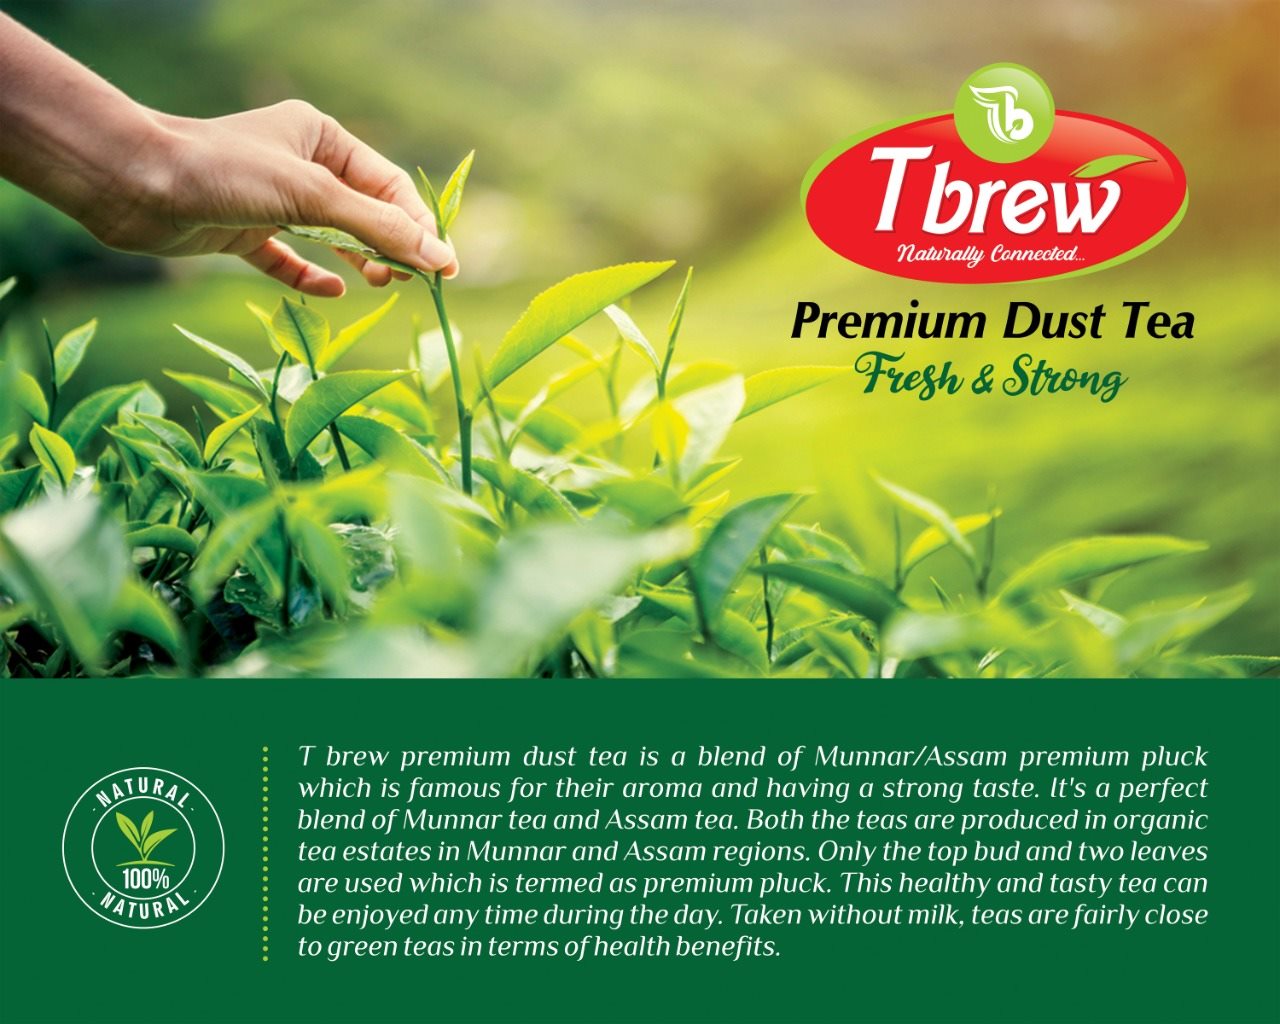 Tbrew
Naturally Connected...
Premium Dust Tea
Fresh & Strong
NATURAL
100%
NATURAL
T brew premium dust tea is a blend of Munnar/Assam premium pluck
which is famous for their aroma and having a strong taste. It's a perfect
blend of Munnar tea and Assam tea. Both the teas are produced in organic
tea estates in Munnar and Assam regions. Only the top bud and two leaves
are used which is termed as premium pluck. This healthy and tasty tea can
be enjoyed any time during the day. Taken without milk, teas are fairly close
to green teas in terms of health benefits.